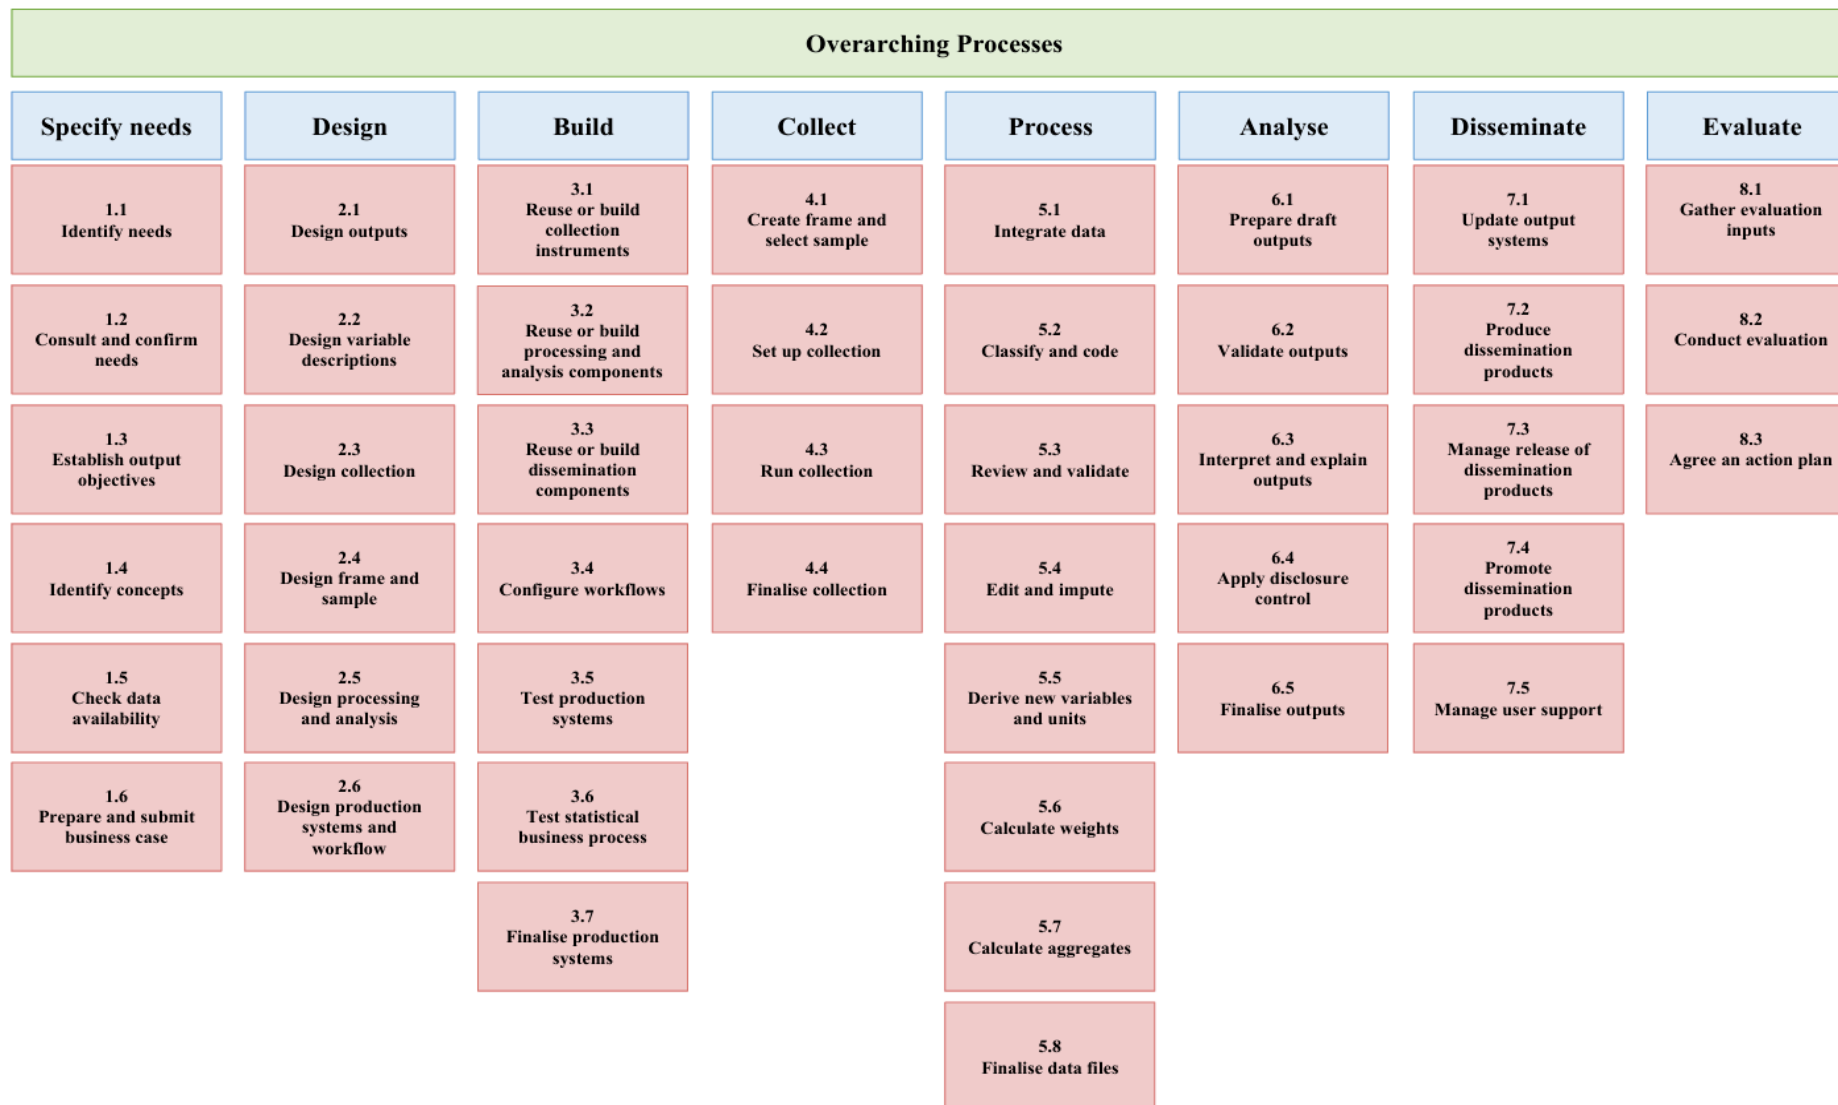 Overarching Processes
Specify needs
Design
Build
Collect
Process
Analyse
Disseminate
Evaluate
1.1
Identify needs
2.1
Design outputs
3.1
Reuse or build
collection
instruments
4.1
Create frame and
select sample
5.1
Integrate data
6.1
Prepare draft
outputs
7.1
Update output
systems
8.1
Gather evaluation
inputs
1.2
Consult and confirm
needs
2.2
Design variable
descriptions
3.2
Reuse or build
processing and
analysis components
4.2
Set up collection
5.2
Classify and code
6.2
Validate outputs
7.2
Produce
dissemination
products
8.2
Conduct evaluation
1.3
Establish output
objectives
2.3
Design collection
3.3
Reuse or build
dissemination
components
4.3
Run collection
5.3
Review and validate
6.3
Interpret and explain
outputs
7.3
Manage release of
dissemination
products
8.3
Agree an action plan
1.4
Identify concepts
2.4
Design frame and
sample
3.4
Configure workflows
4.4
Finalise collection
5.4
Edit and impute
6.4
Apply disclosure
control
7.4
Promote
dissemination
products
1.5
Check data
availability
2.5
Design processing
and analysis
3.5
Test production
systems
5.5
Derive new variables
and units
6.5
Finalise outputs
7.5
Manage user support
1.6
Prepare and submit
business case
2.6
Design production
systems and
workflow
3.6
Test statistical
business process
5.6
Calculate weights
3.7
Finalise production
systems
5.7
Calculate aggregates
5.8
Finalise data files